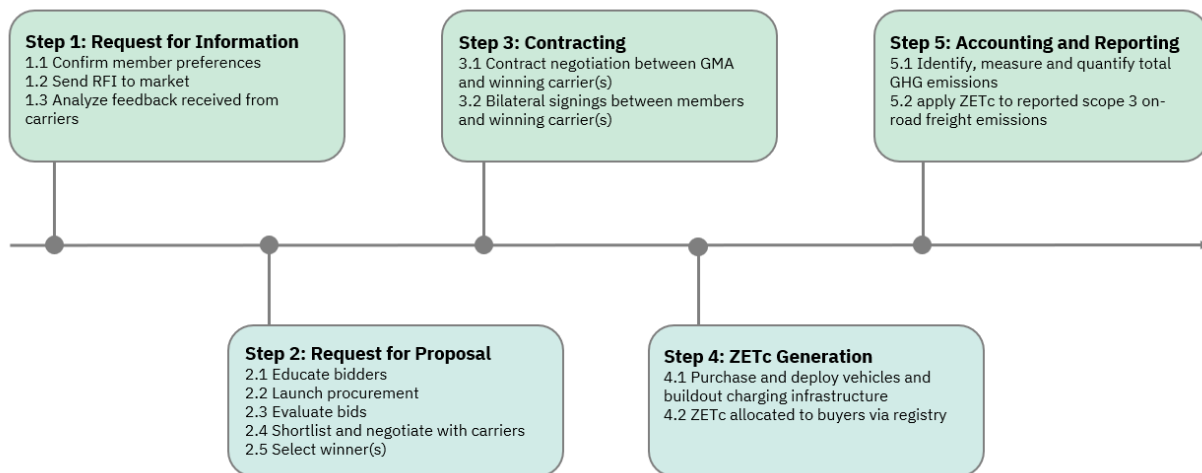 Step 1: Request for Information
1.1 Confirm member preferences
1.2 Send RFI to market
1.3 Analyze feedback received from
carriers
Step 2: Request for Proposal
2.1 Educate bidders
2.2 Launch procurement
2.3 Evaluate bids
2.4 Shortlist and negotiate with carriers
2.5 Select winner(s)
Step 3: Contracting
3.1 Contract negotiation between GMA
and winning carrier(s)
3.2 Bilateral signings between members
and winning carrier(s)
Step 4: ZETc Generation
4.1 Purchase and deploy vehicles and
buildout charging infrastructure
4.2 ZETc allocated to buyers via registry
Step 5: Accounting and Reporting
5.1 Identify, measure and quantify total
GHG emissions
5.2 apply ZETc to reported scope 3 on-
road freight emissions